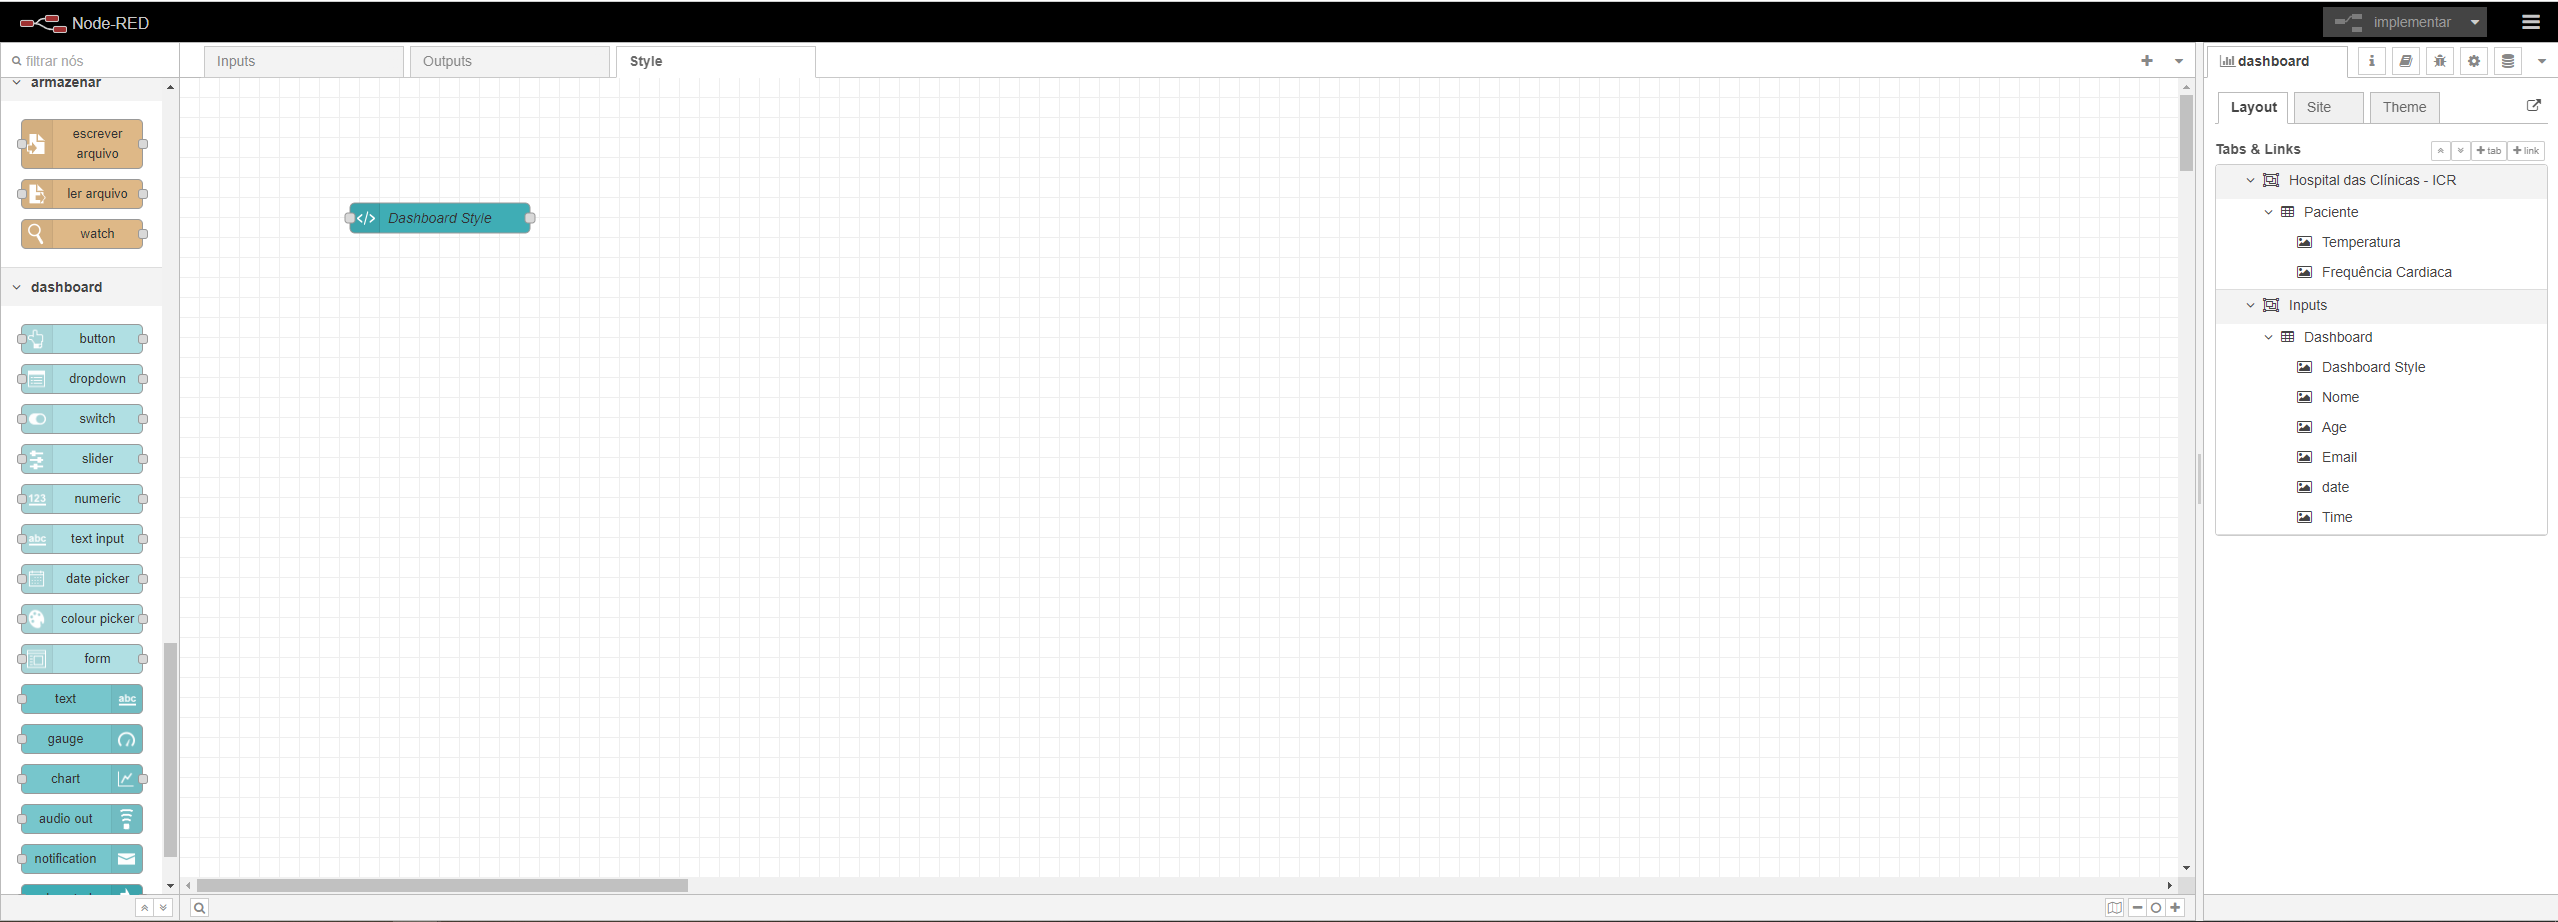 Node-RED
implementar
filtrar nós
Inputs
Outputs
Style
dashboard
armazenar
escrever
arquivo
ler arquivo
watch
dashboard
button
dropdown
switch
slider
123
numeric
abc
text input
date picker
colour picker
form
text
abc
gauge
chart
audio out
notification
Dashboard Style
Layout
Site
Theme
Tabs & Links
tab
link
Hospital das Clínicas - ICR
Paciente
Temperatura
Frequência Cardiaca
Inputs
Dashboard
Dashboard Style
Nome
Age
Email
date
Time